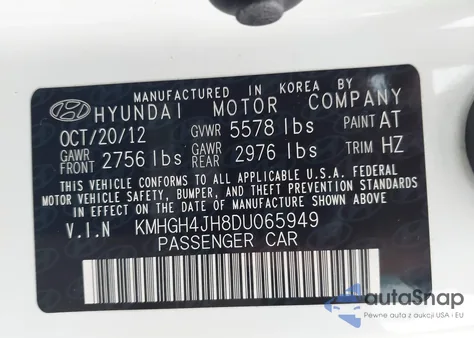 MANUFACTURED IN KOREA BY
HYUNDAI MOTOR COMPANY
OCT/20/12 GVWR 5578 lbs PAINT AT
GAWR FRONT 2756 lbs GAWR REAR 2976 lbs TRIM HZ
THIS VEHICLE CONFORMS TO ALL APPLICABLE U.S.A. FEDERAL
MOTOR VEHICLE SAFETY, BUMPER, AND THEFT PREVENTION STANDARDS
IN EFFECT ON THE DATE OF MANUFACTURE SHOWN ABOVE.
V.I.N KMHGH4JH8DU065949
PASSENGER CAR
autoSnap
Pewne auta z aukcji USA i EU